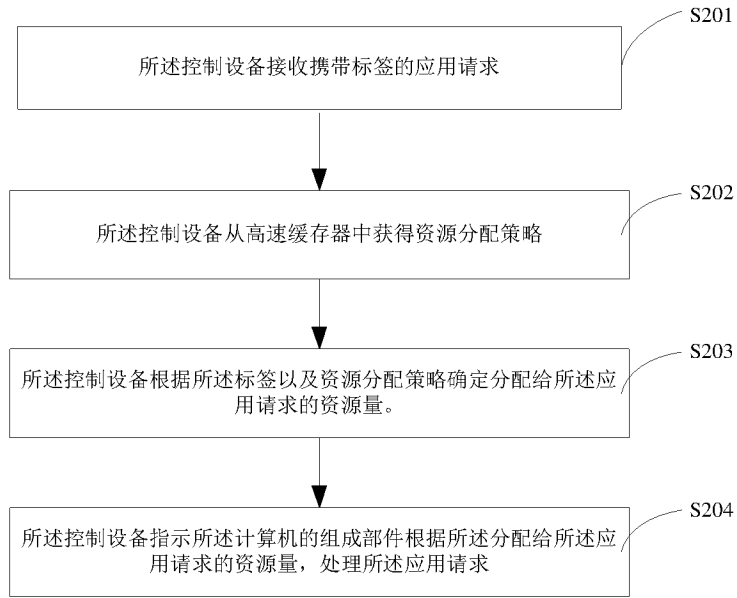 S201
所述控制设备接收携带标签的应用请求
S202
所述控制设备从高速缓存器中获得资源分配策略
S203
所述控制设备根据所述标签以及资源分配策略确定分配给所述应
用请求的资源量。
S204
所述控制设备指示所述计算机的组成部件根据所述分配给所述应
用请求的资源量，处理所述应用请求